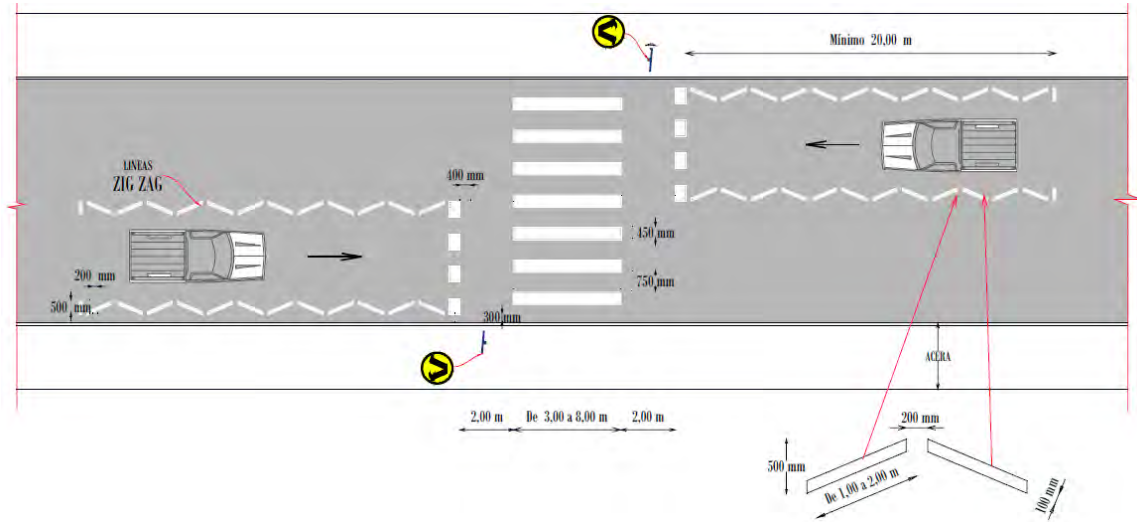 Mínimo 20,00 m
LINEAS
ZIG ZAG
400 mm
450 mm
200 mm
750 mm
500 mm
300 mm
ACERA
2,00 m
De 3,00 a 8,00 m
2,00 m
200 mm
500 mm
De 1,00 a 2,00 m
100 mm